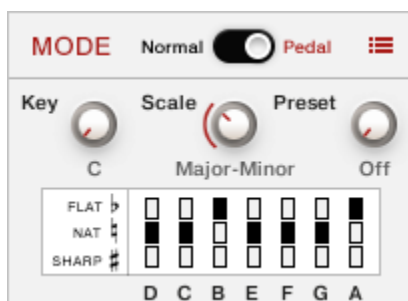 MODE Normal Pedal
Key Scale Preset
C Major-Minor Off
FLAT ♭
NAT ♮
SHARP ♯
D C B E F G A